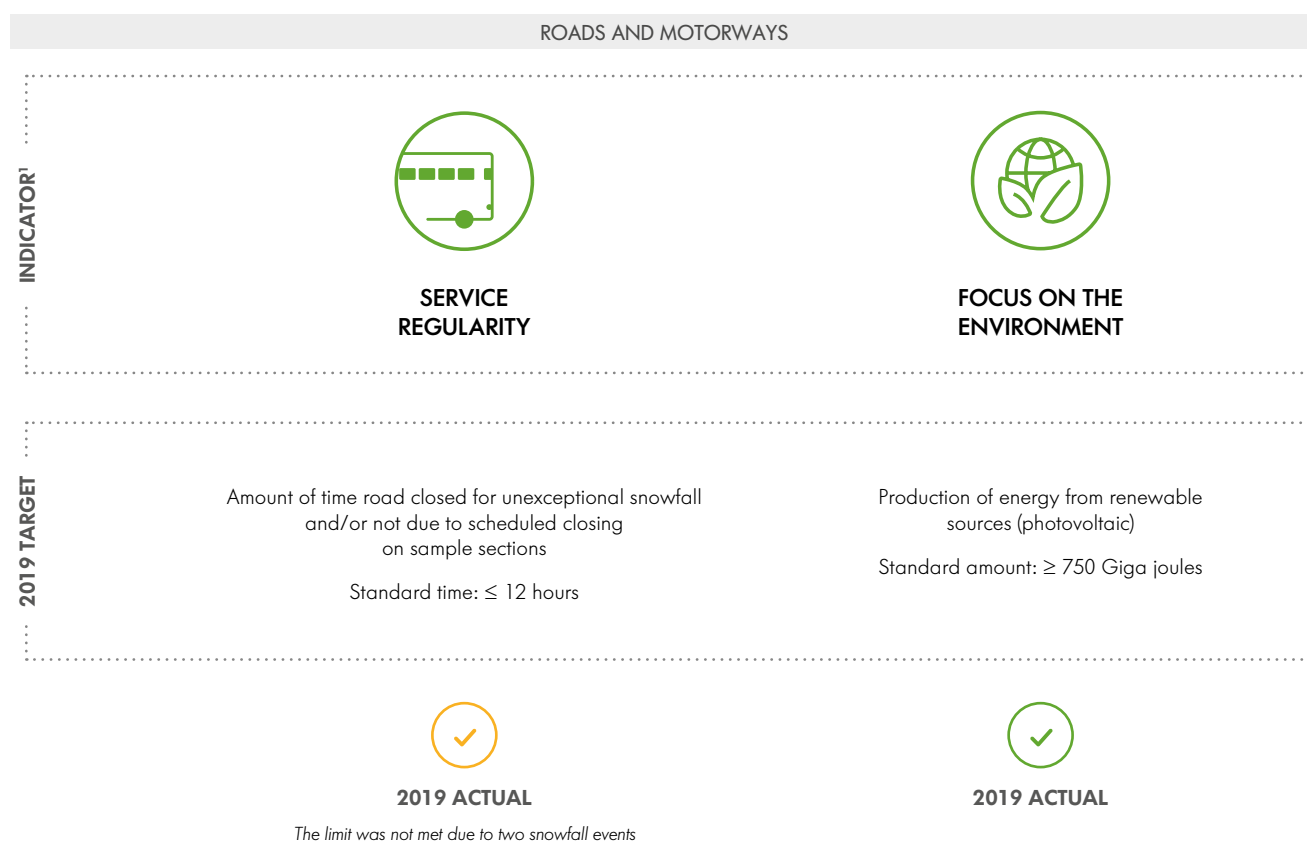 ROADS AND MOTORWAYS
INDICATOR¹
SERVICE
REGULARITY
FOCUS ON THE
ENVIRONMENT
2019 TARGET
Amount of time road closed for unexceptional snowfall
and/or not due to scheduled closing
on sample sections
Standard time: ≤ 12 hours
Production of energy from renewable
sources (photovoltaic)
Standard amount: ≥ 750 Giga joules
2019 ACTUAL
The limit was not met due to two snowfall events
2019 ACTUAL